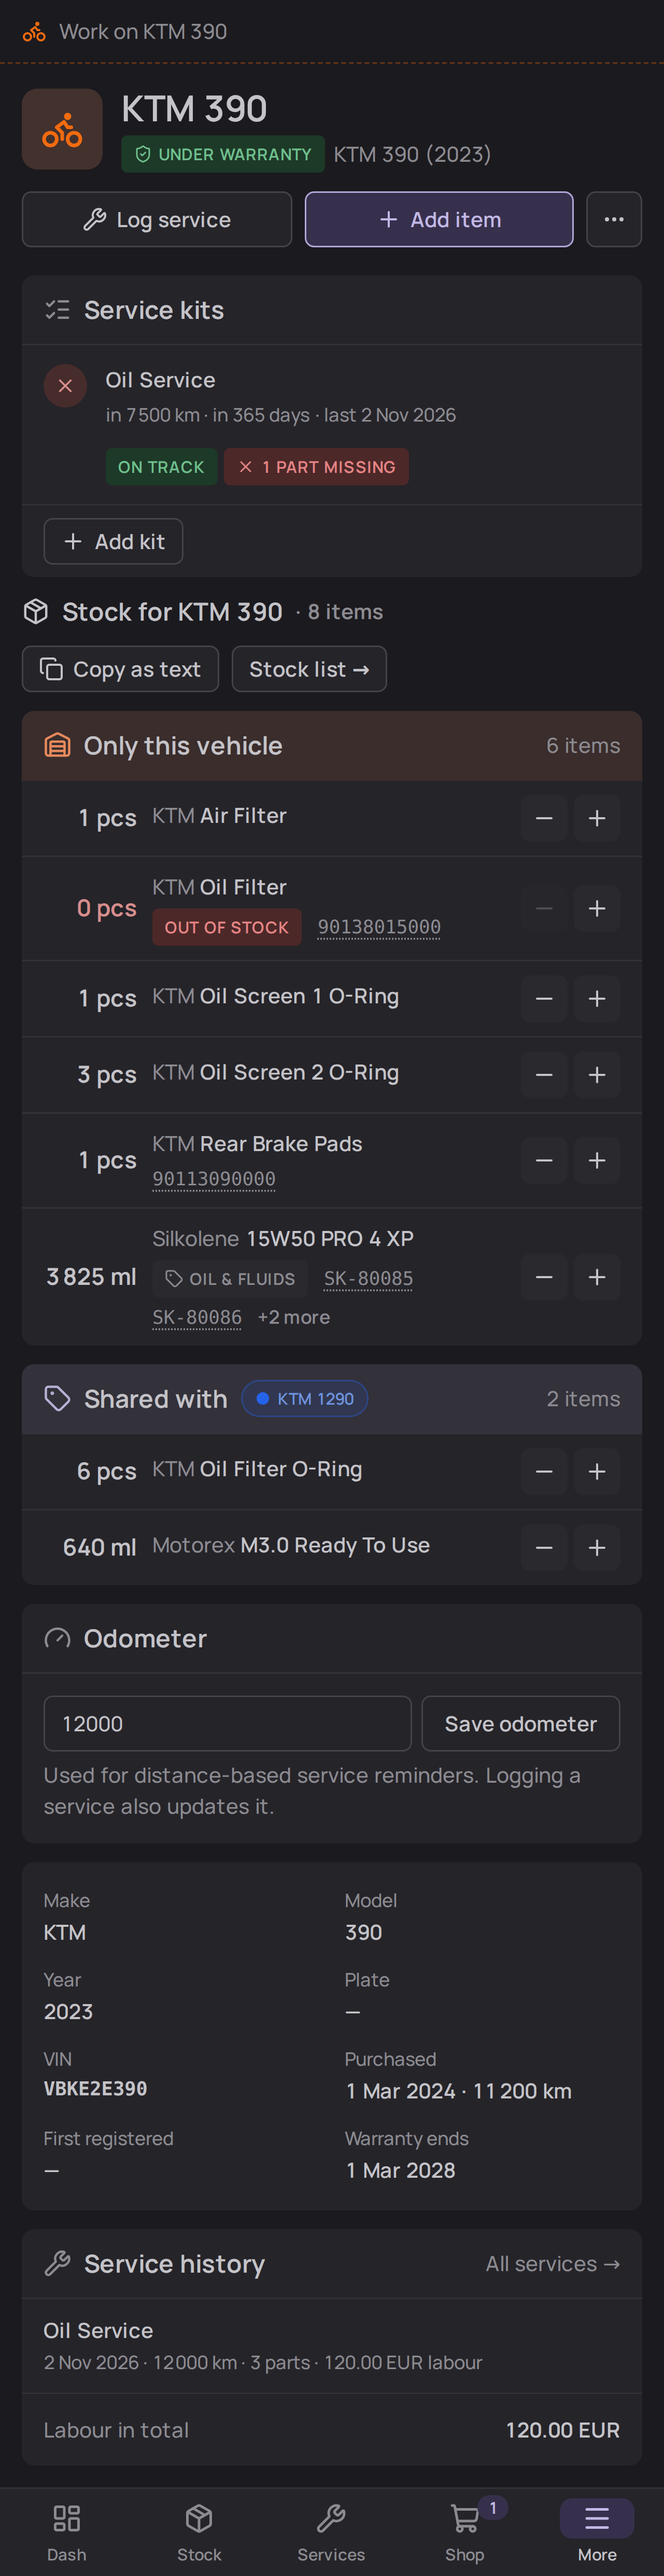 Work on KTM 390
KTM 390
UNDER WARRANTY KTM 390 (2023)
Log service
Add item
Service kits
Oil Service
in 7 500 km · in 365 days · last 2 Nov 2026
ON TRACK
1 PART MISSING
Add kit
Stock for KTM 390 · 8 items
Copy as text
Stock list →
Only this vehicle
6 items
1 pcs KTM Air Filter
0 pcs KTM Oil Filter
OUT OF STOCK 90138015000
1 pcs KTM Oil Screen 1 O-Ring
3 pcs KTM Oil Screen 2 O-Ring
1 pcs KTM Rear Brake Pads
90113090000
3 825 ml Silkolene 15W50 PRO 4 XP
OIL & FLUIDS SK-80085
SK-80086 +2 more
Shared with KTM 1290 2 items
6 pcs KTM Oil Filter O-Ring
640 ml Motorex M3.0 Ready To Use
Odometer
12000
Save odometer
Used for distance-based service reminders. Logging a
service also updates it.
Make
KTM
Model
390
Year
2023
Plate
—
VIN
VBKE2E390
Purchased
1 Mar 2024 · 11 200 km
First registered
—
Warranty ends
1 Mar 2028
Service history
All services →
Oil Service
2 Nov 2026 · 12 000 km · 3 parts · 120.00 EUR labour
Labour in total 120.00 EUR
1
Dash
Stock
Services
Shop
More